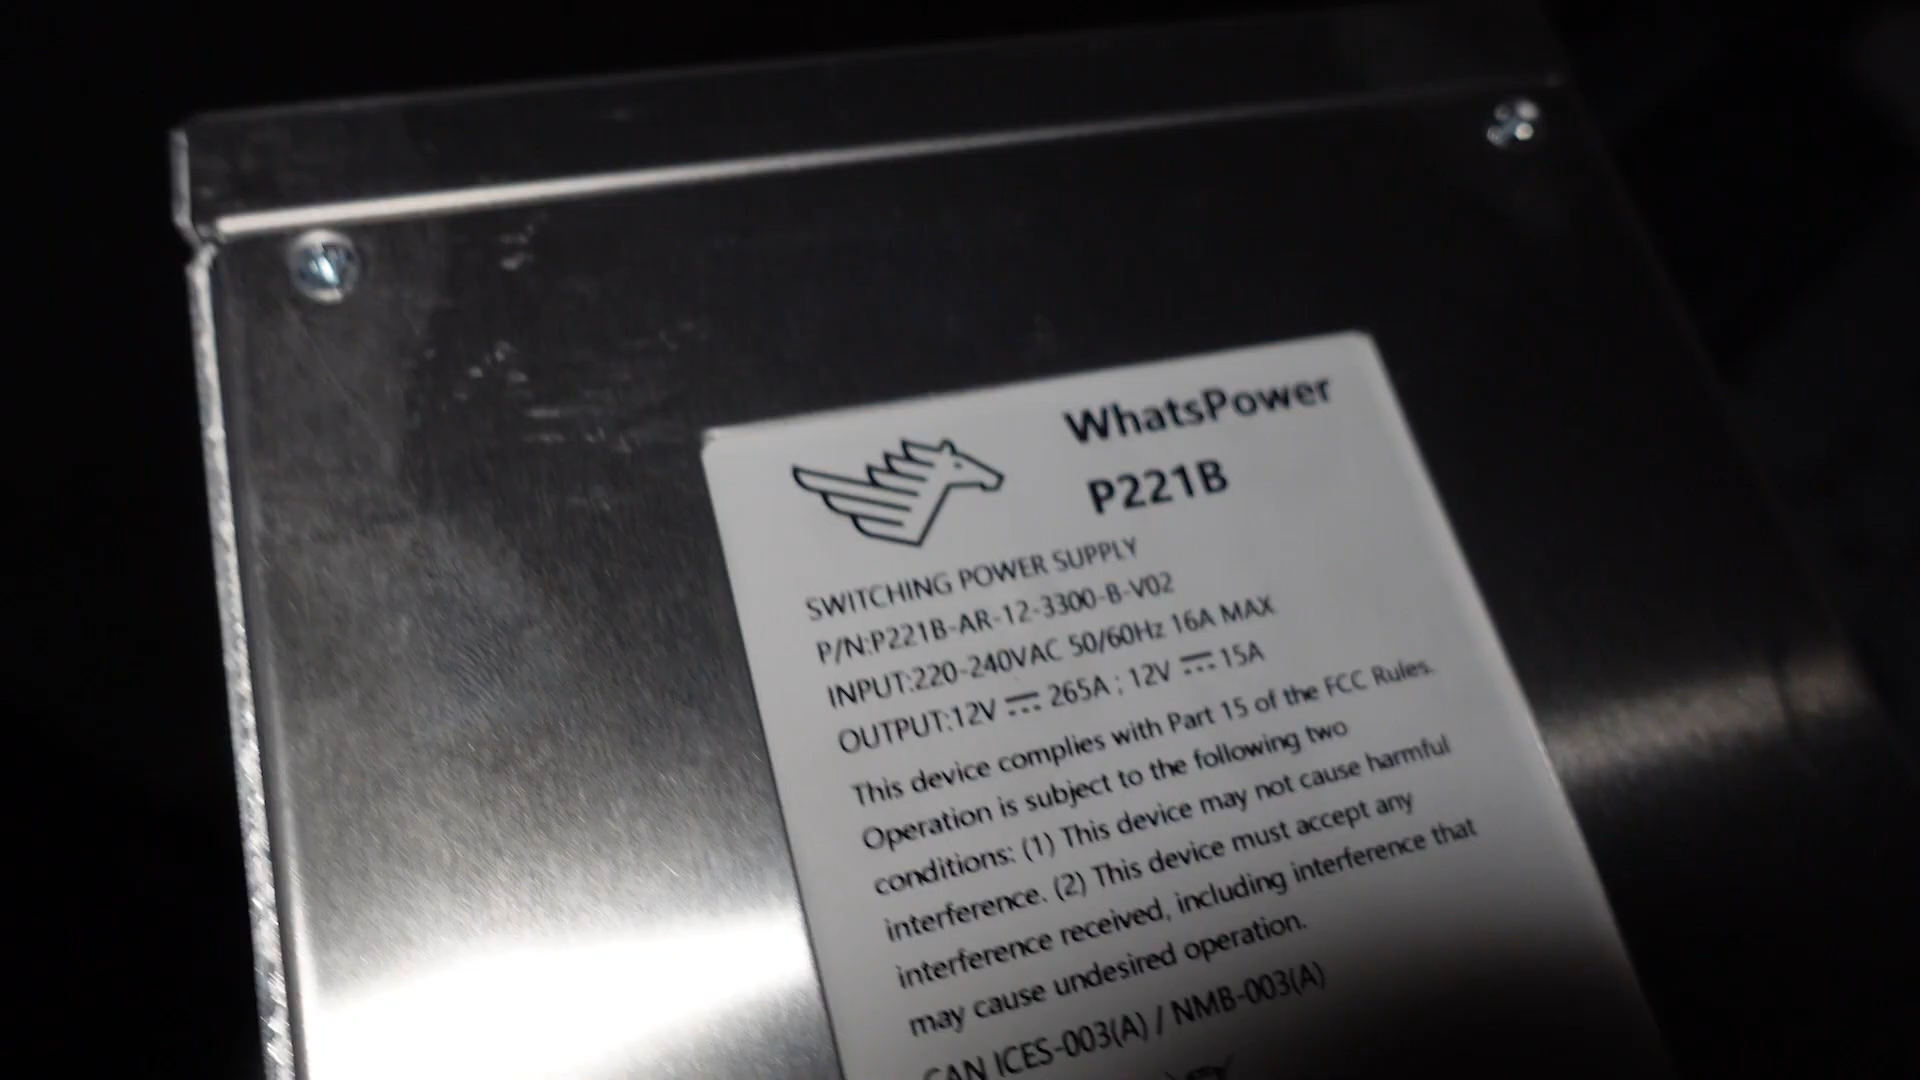 WhatsPower
P221B
SWITCHING POWER SUPPLY
P/N:P221B-AR-12-3300-B-V02
INPUT:220-240VAC 50/60Hz 16A MAX
OUTPUT:12V ⎓ 265A ; 12V ⎓ 15A
This device complies with Part 15 of the FCC Rules.
Operation is subject to the following two
conditions: (1) This device may not cause harmful
interference. (2) This device must accept any
interference received, including interference that
may cause undesired operation.
CAN ICES-003(A) / NMB-003(A)